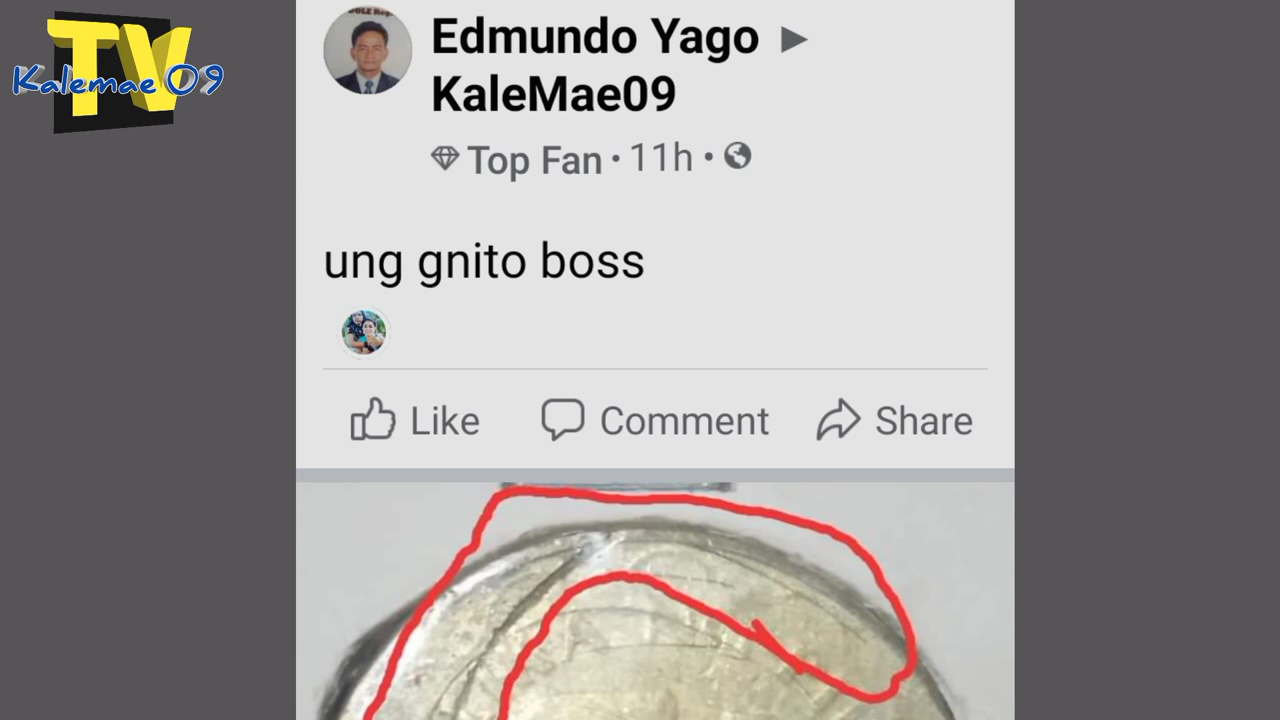 TV
Kalemae 09
Edmundo Yago ▶
KaleMae09
Top Fan • 11h •
ung gnito boss
Like Comment Share